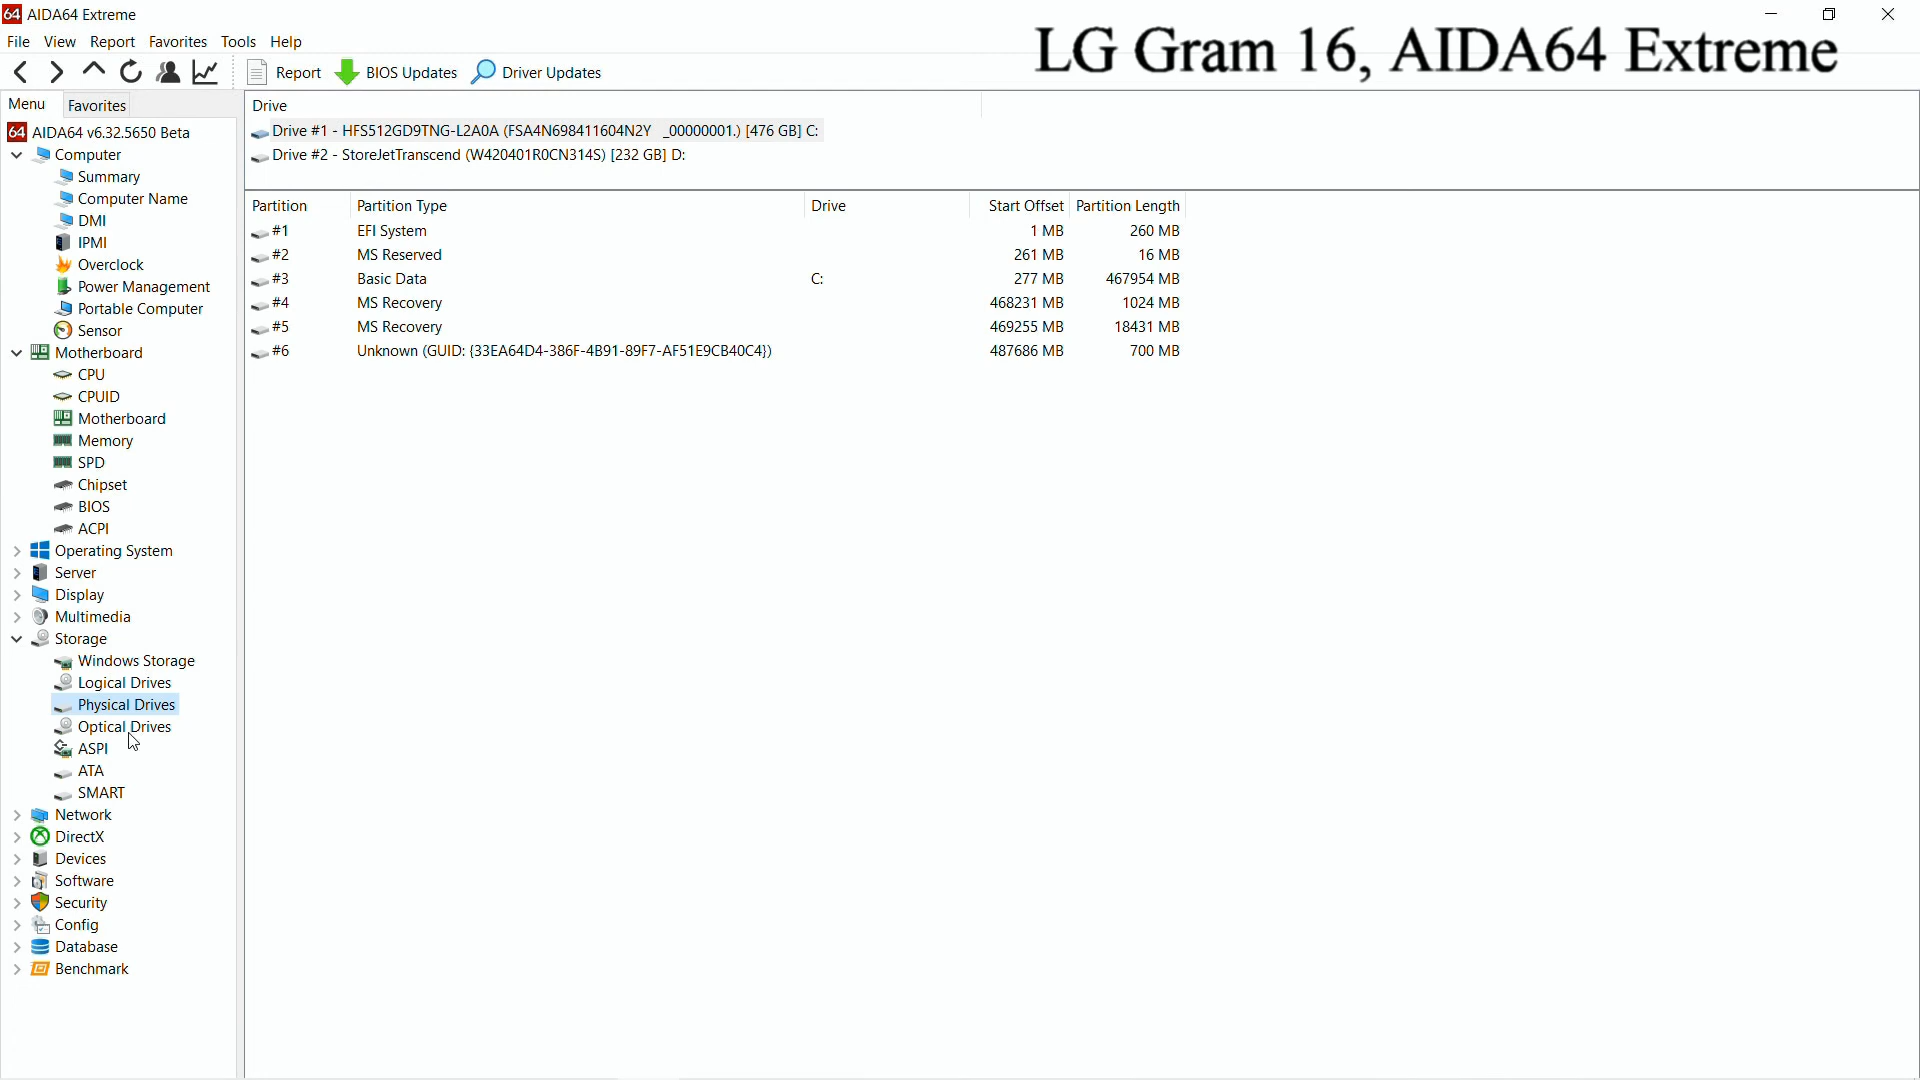 64 AIDA64 Extreme
LG Gram 16, AIDA64 Extreme
File View Report Favorites Tools Help
Report BIOS Updates Driver Updates
Menu Favorites
64 AIDA64 v6.32.5650 Beta
Computer
Summary
Computer Name
DMI
IPMI
Overclock
Power Management
Portable Computer
Sensor
Motherboard
CPU
CPUID
Motherboard
Memory
SPD
Chipset
BIOS
ACPI
Operating System
Server
Display
Multimedia
Storage
Windows Storage
Logical Drives
Physical Drives
Optical Drives
ASPI
ATA
SMART
Network
DirectX
Devices
Software
Security
Config
Database
Benchmark
Drive
Drive #1 - HFS512GD9TNG-L2A0A (FSA4N698411604N2Y _00000001.) [476 GB] C:
Drive #2 - StoreJetTranscend (W420401R0CN314S) [232 GB] D:
Partition Partition Type Drive Start Offset Partition Length
#1 EFI System 1 MB 260 MB
#2 MS Reserved 261 MB 16 MB
#3 Basic Data C: 277 MB 467954 MB
#4 MS Recovery 468231 MB 1024 MB
#5 MS Recovery 469255 MB 18431 MB
#6 Unknown (GUID: {33EA64D4-386F-4B91-89F7-AF51E9CB40C4}) 487686 MB 700 MB